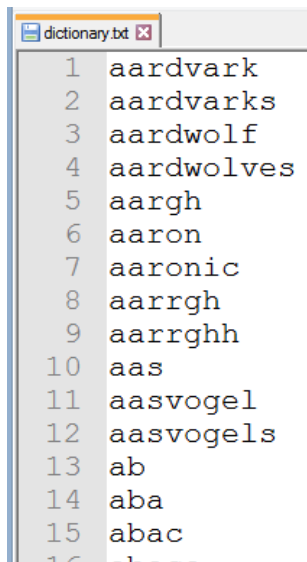 dictionary.txt
1 aardvark
2 aardvarks
3 aardwolf
4 aardwolves
5 aargh
6 aaron
7 aaronic
8 aarrgh
9 aarrghh
10 aas
11 aasvogel
12 aasvogels
13 ab
14 aba
15 abac